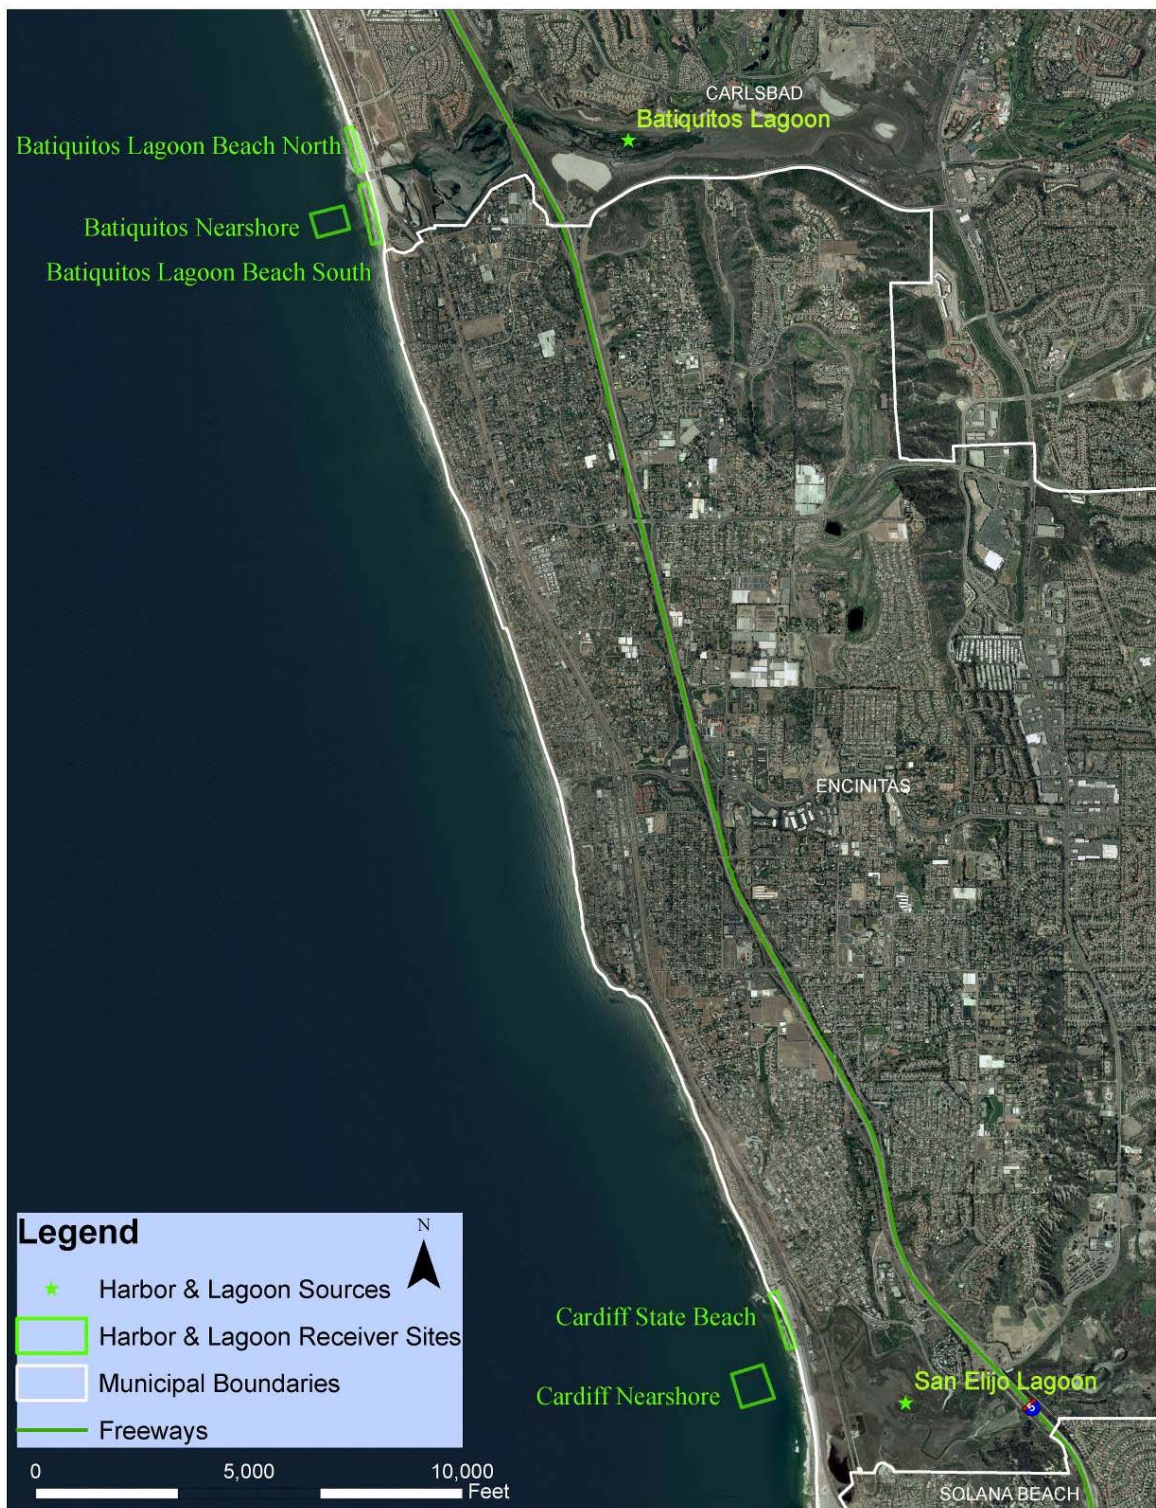 CARLSBAD
Batiquitos Lagoon
Batiquitos Lagoon Beach North
Batiquitos Nearshore
Batiquitos Lagoon Beach South
ENCINITAS
Legend
N
Harbor & Lagoon Sources
Harbor & Lagoon Receiver Sites
Municipal Boundaries
Freeways
0 5,000 10,000
Feet
Cardiff State Beach
Cardiff Nearshore
San Elijo Lagoon
5
SOLANA BEACH